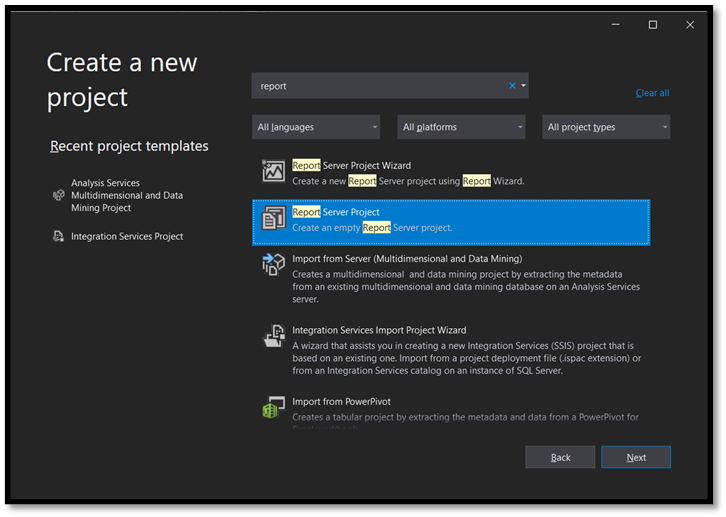 Create a new
project
report
Clear all
All languages
All platforms
All project types
Recent project templates
Analysis Services
Multidimensional and Data
Mining Project
Integration Services Project
Report Server Project Wizard
Create a new Report Server project using Report Wizard.
Report Server Project
Create an empty Report Server project.
Import from Server (Multidimensional and Data Mining)
Creates a multidimensional and data mining project by extracting the metadata
from an existing multidimensional and data mining database on an Analysis Services
server.
Integration Services Import Project Wizard
A wizard that assists you in creating a new Integration Services (SSIS) project that is
based on an existing one. Import from a project deployment file (.ispac extension) or
from an Integration Services catalog on an instance of SQL Server.
Import from PowerPivot
Creates a tabular project by extracting the metadata and data from a PowerPivot for
Back
Next